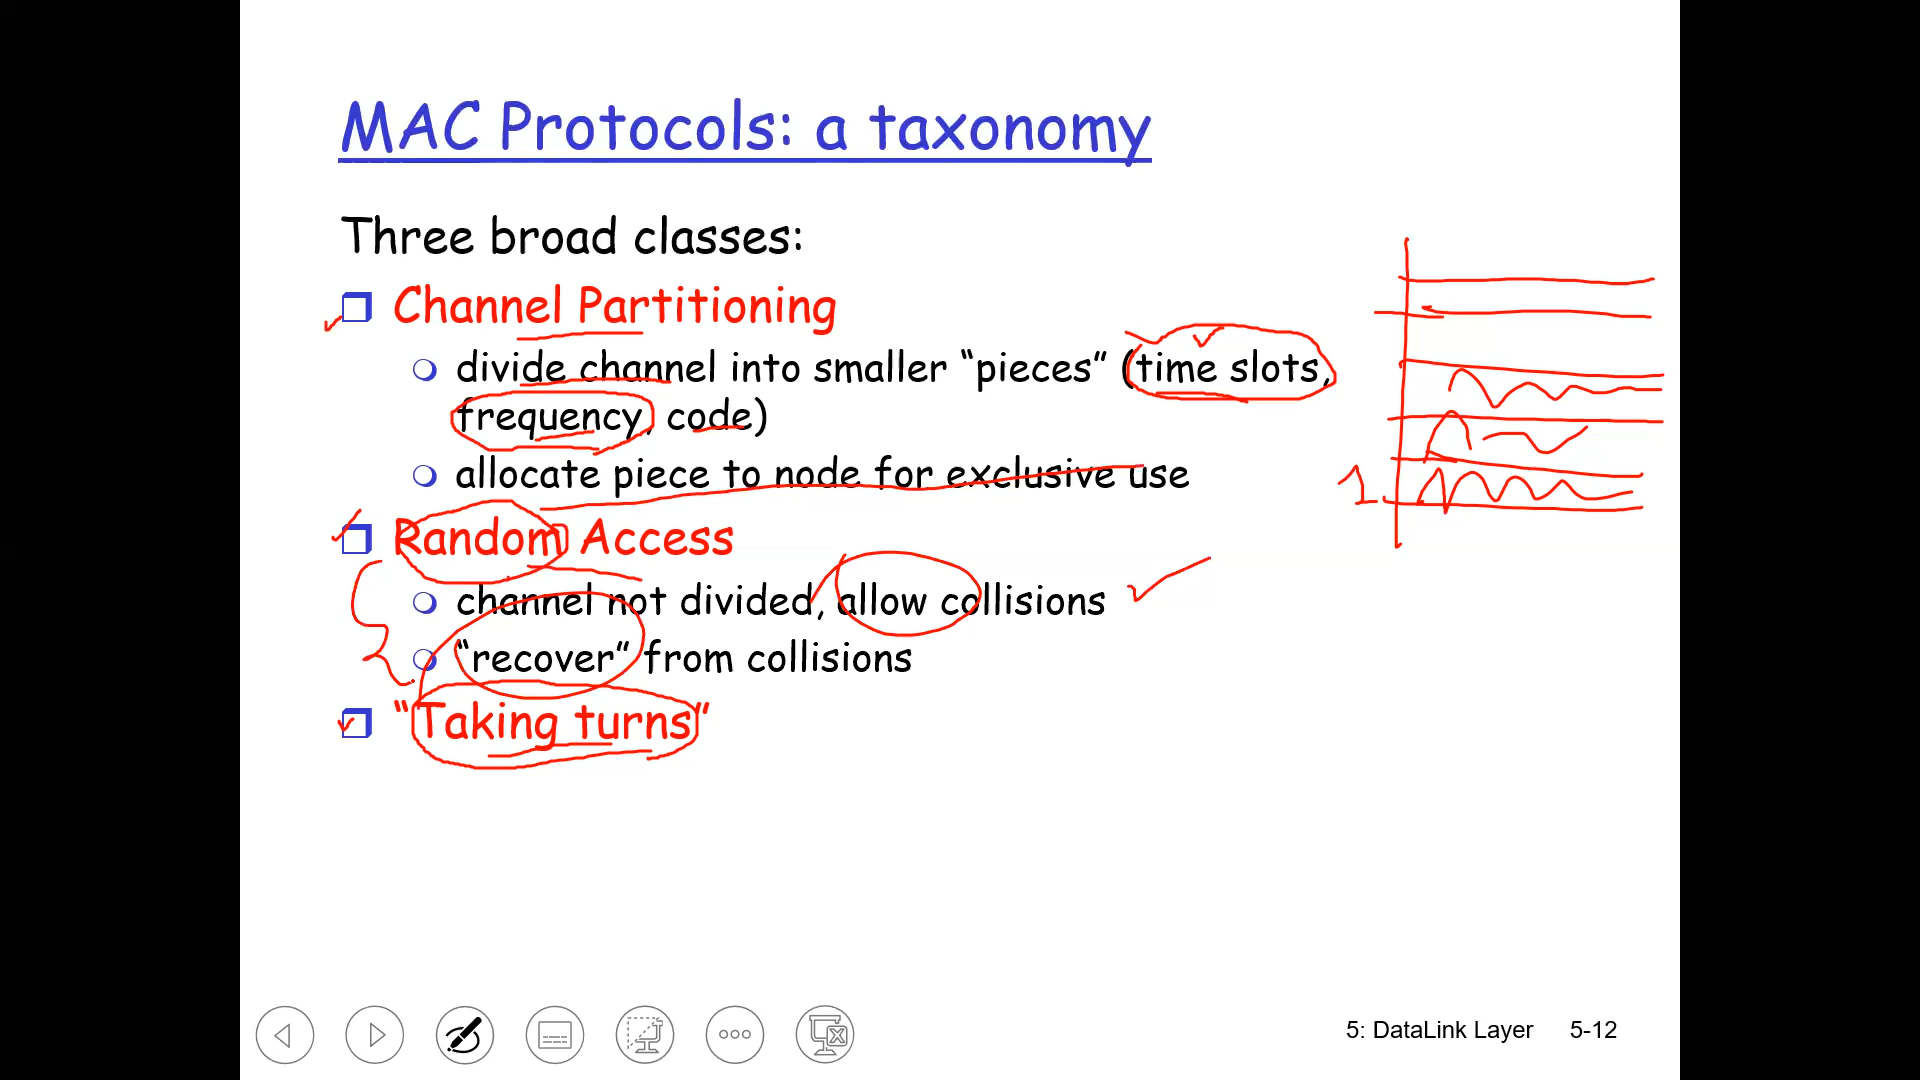 MAC Protocols: a taxonomy
Three broad classes:
Channel Partitioning
divide channel into smaller “pieces” (time slots,
frequency, code)
allocate piece to node for exclusive use
1
Random Access
channel not divided, allow collisions
“recover” from collisions
“Taking turns”
5: DataLink Layer 5-12